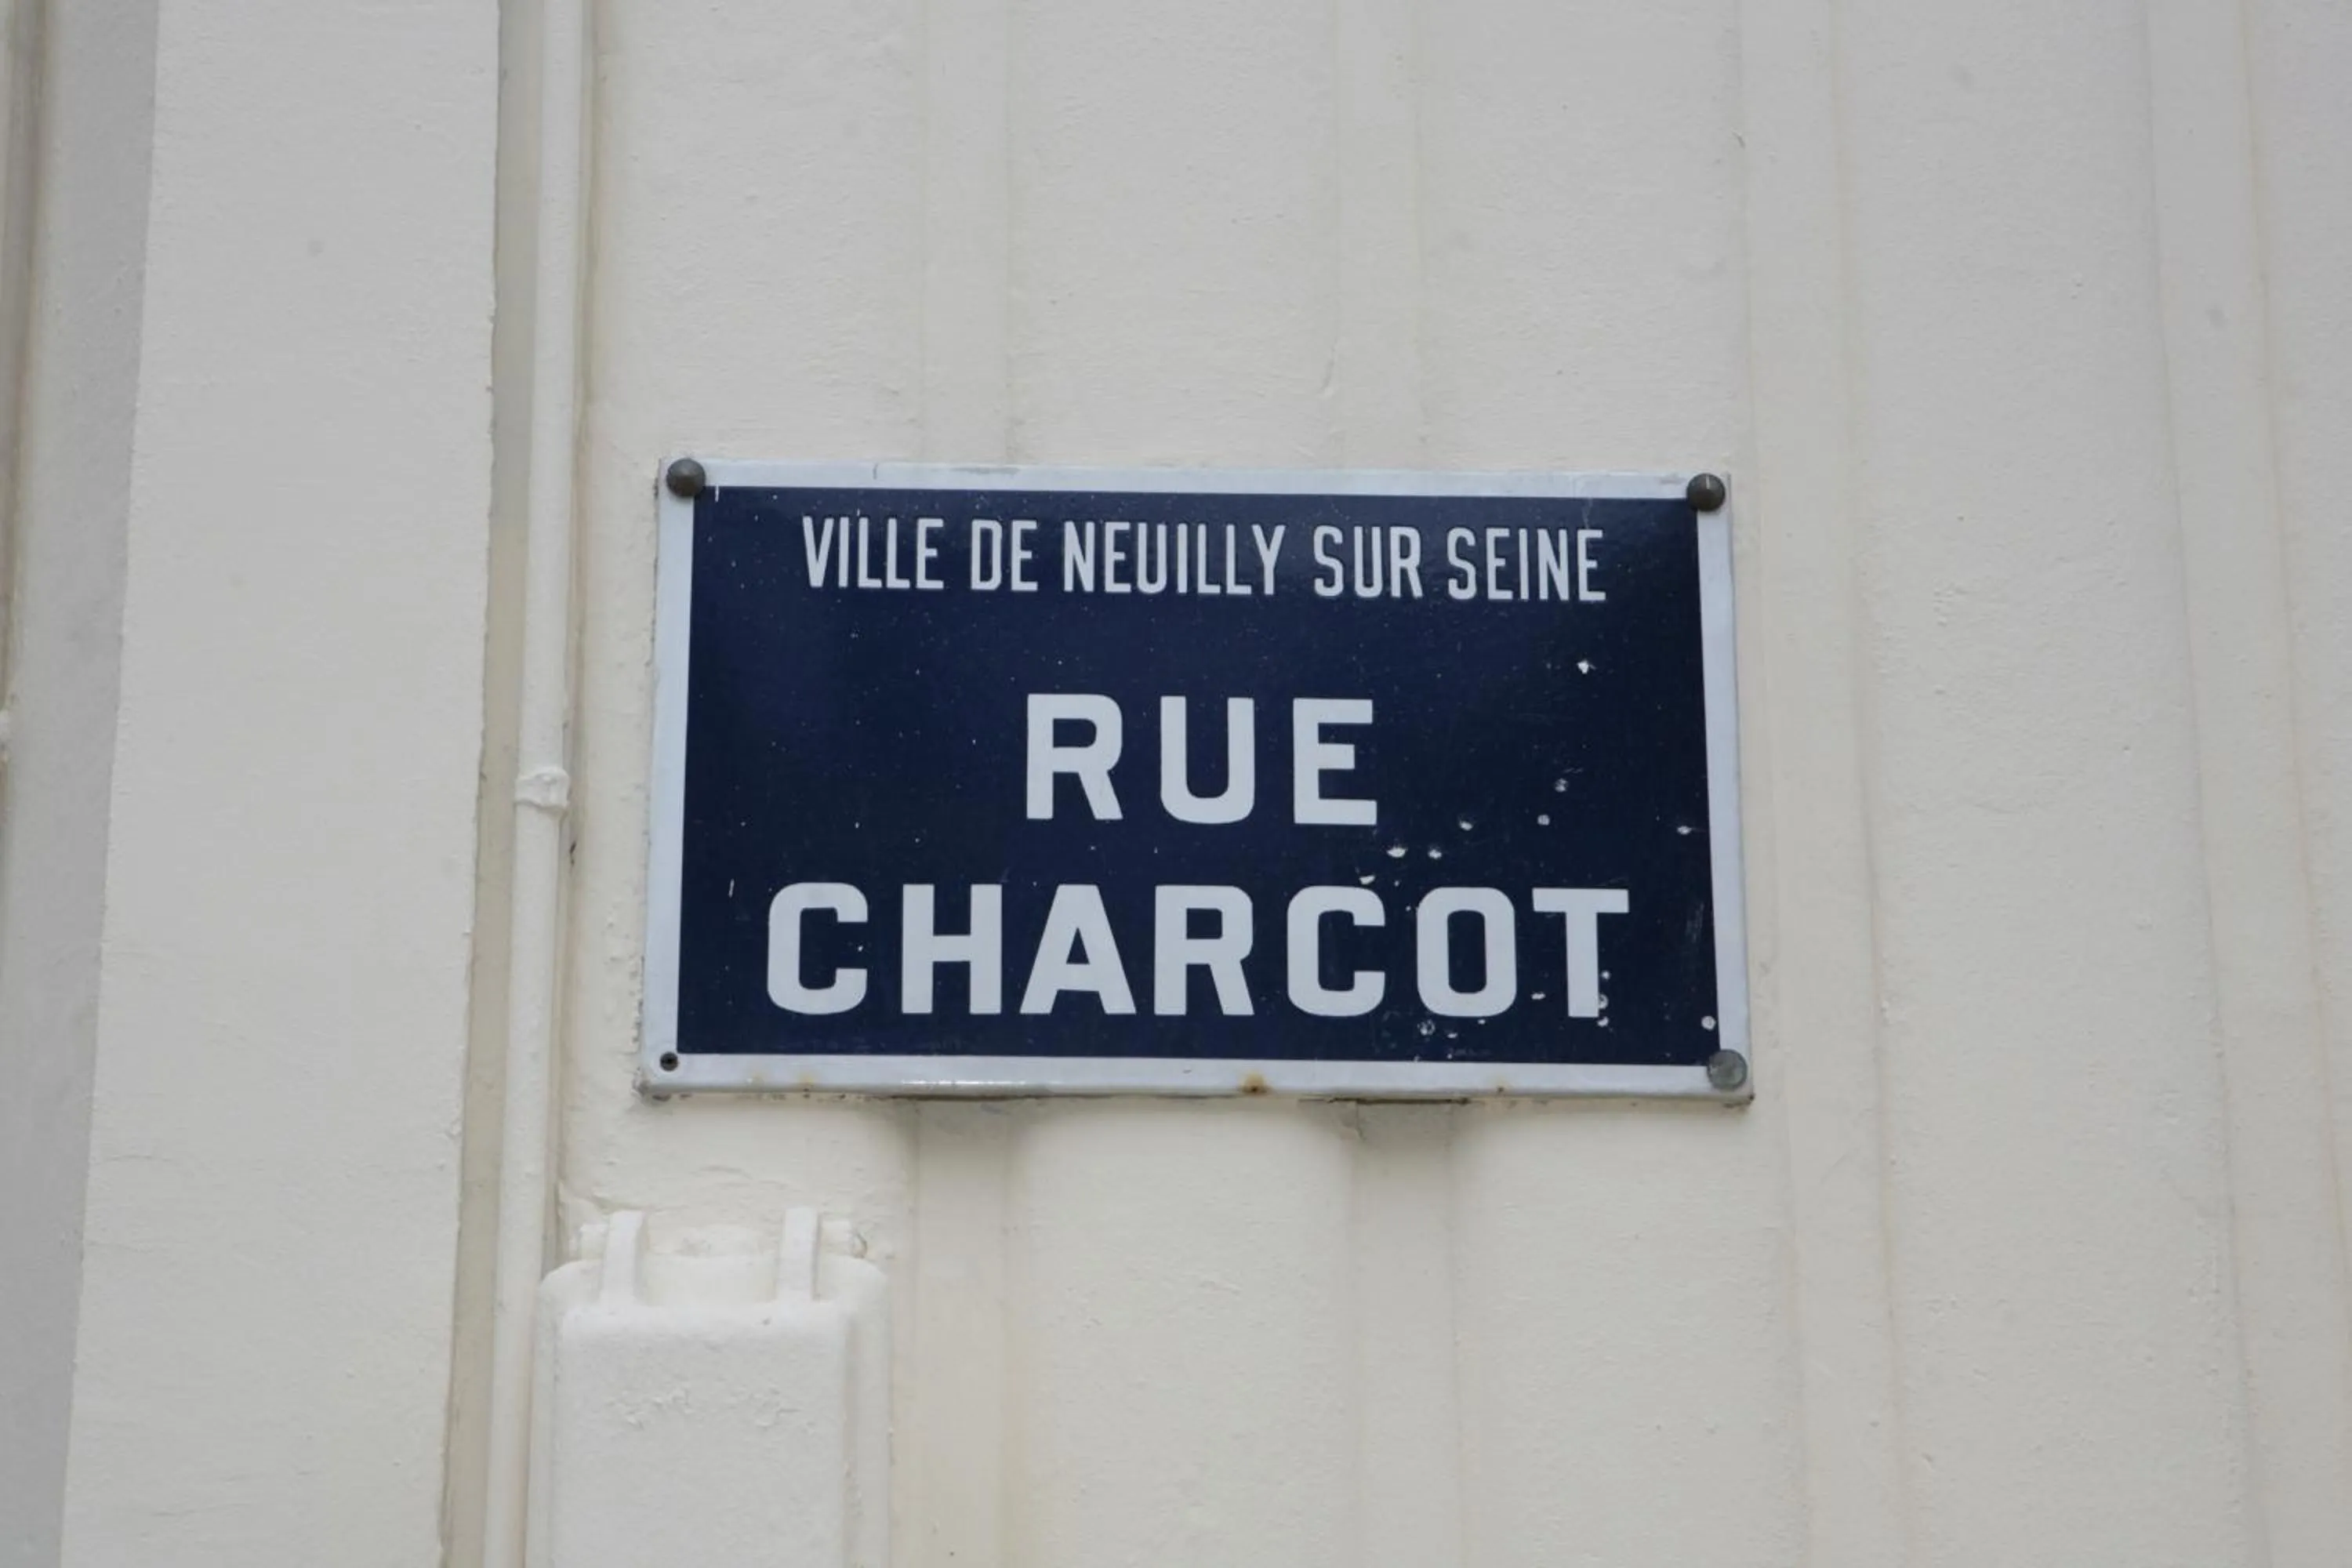 VILLE DE NEUILLY SUR SEINE
RUE
CHARCOT